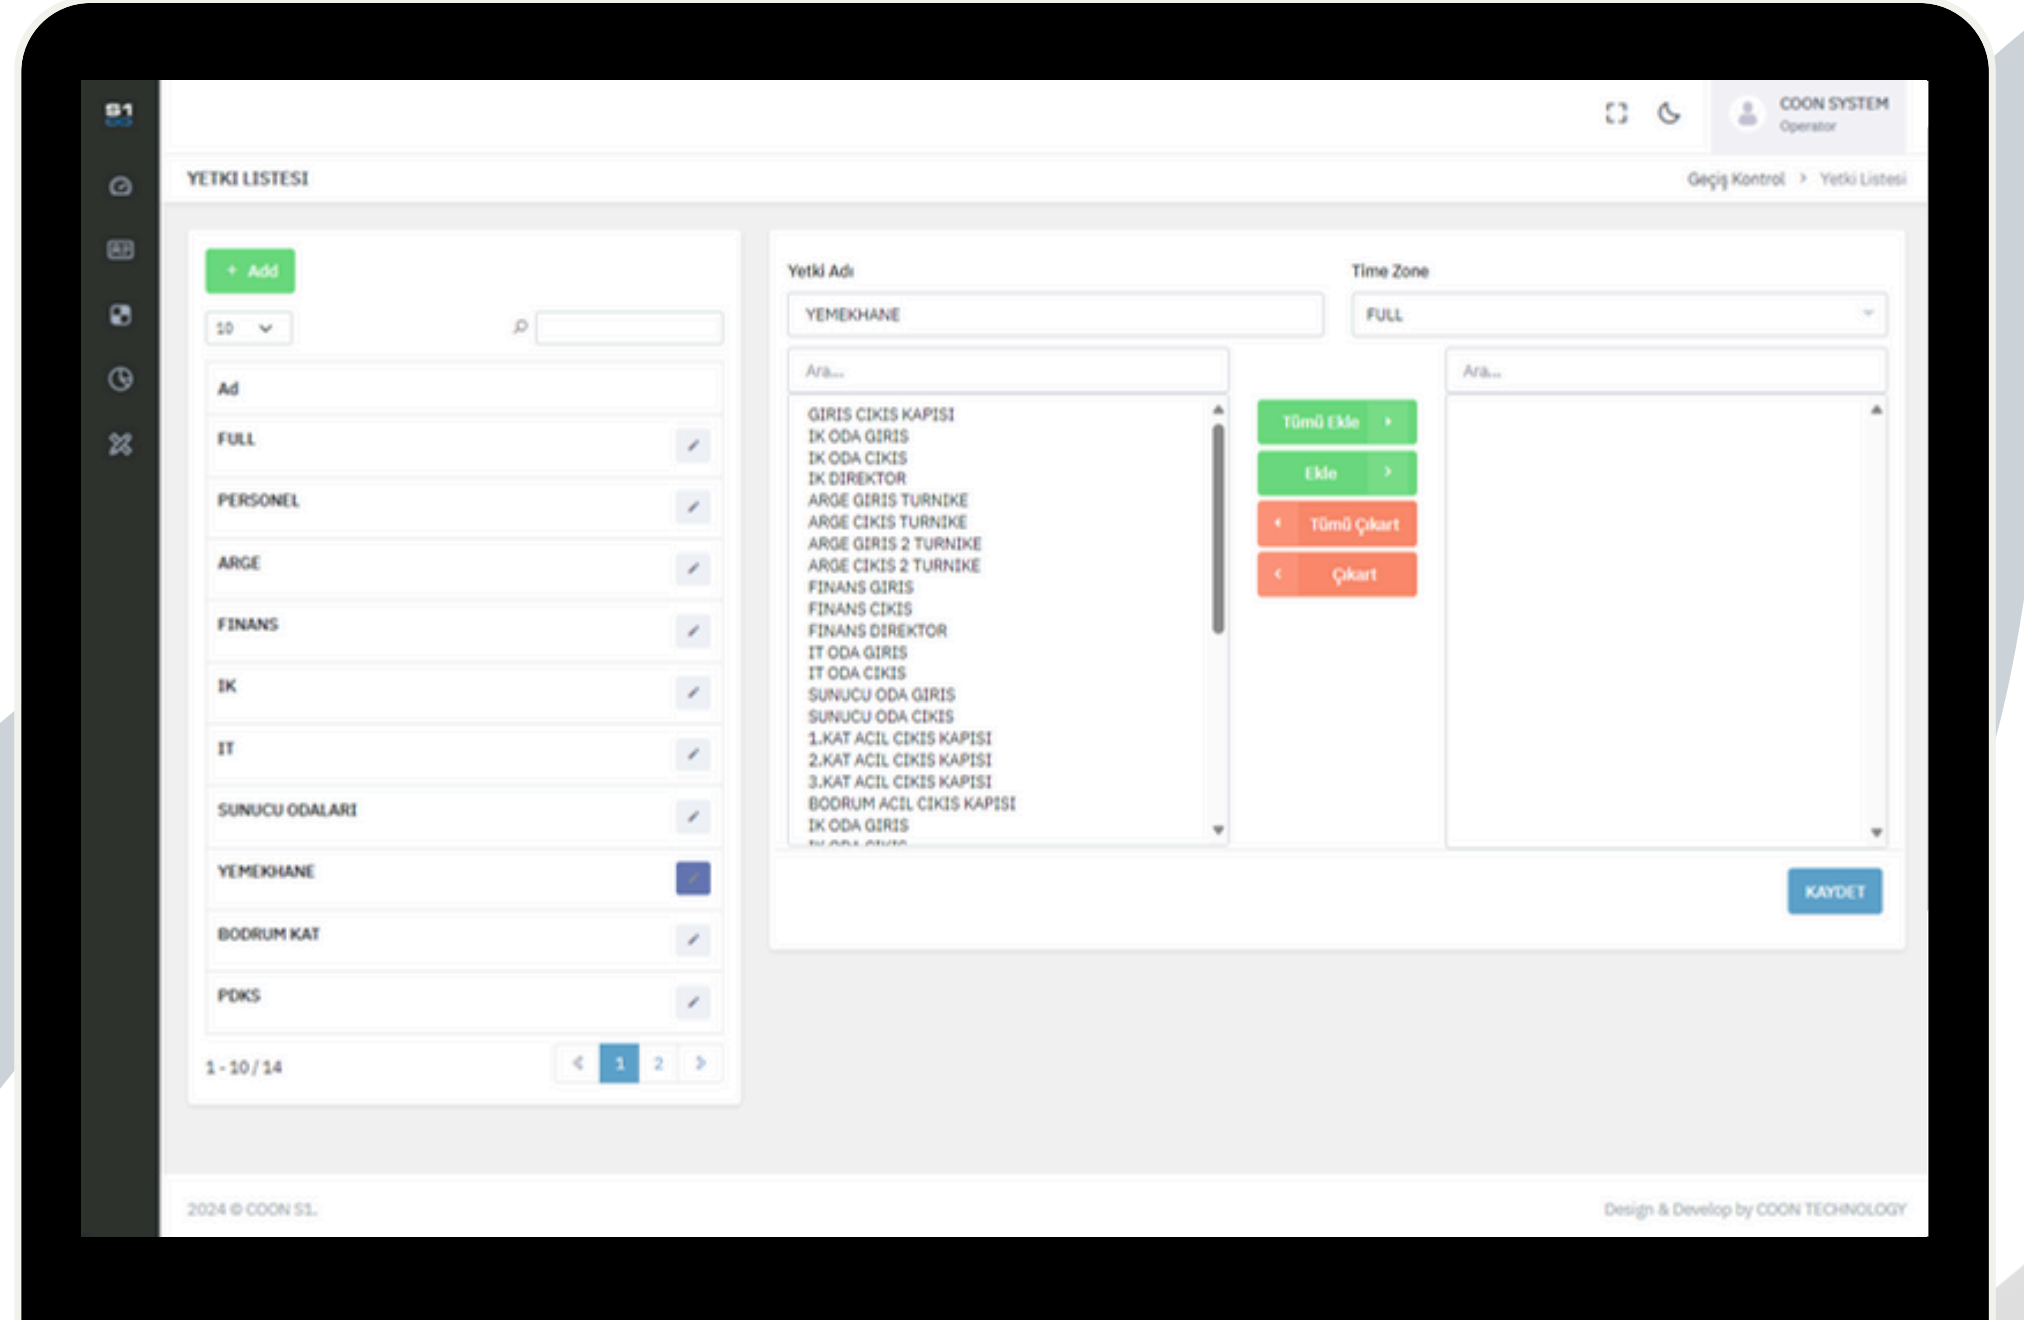 S1
COON SYSTEM
Operator
YETKI LISTESI
Geçiş Kontrol > Yetki Listesi
+ Add
10
Ad
FULL
PERSONEL
ARGE
FINANS
IK
IT
SUNUCU ODALARI
YEMEKHANE
BODRUM KAT
PDKS
1 - 10 / 14
1 2
Yetki Adı
Time Zone
YEMEKHANE
FULL
Ara...
Ara...
GIRIS CIKIS KAPISI
IK ODA GIRIS
IK ODA CIKIS
IK DIREKTOR
ARGE GIRIS TURNIKE
ARGE CIKIS TURNIKE
ARGE GIRIS 2 TURNIKE
ARGE CIKIS 2 TURNIKE
FINANS GIRIS
FINANS CIKIS
FINANS DIREKTOR
IT ODA GIRIS
IT ODA CIKIS
SUNUCU ODA GIRIS
SUNUCU ODA CIKIS
1.KAT ACIL CIKIS KAPISI
2.KAT ACIL CIKIS KAPISI
3.KAT ACIL CIKIS KAPISI
BODRUM ACIL CIKIS KAPISI
IK ODA GIRIS
IK ODA CIKIS
Tümü Ekle
Ekle
Tümü Çıkart
Çıkart
KAYDET
2024 © COON S1.
Design & Develop by COON TECHNOLOGY